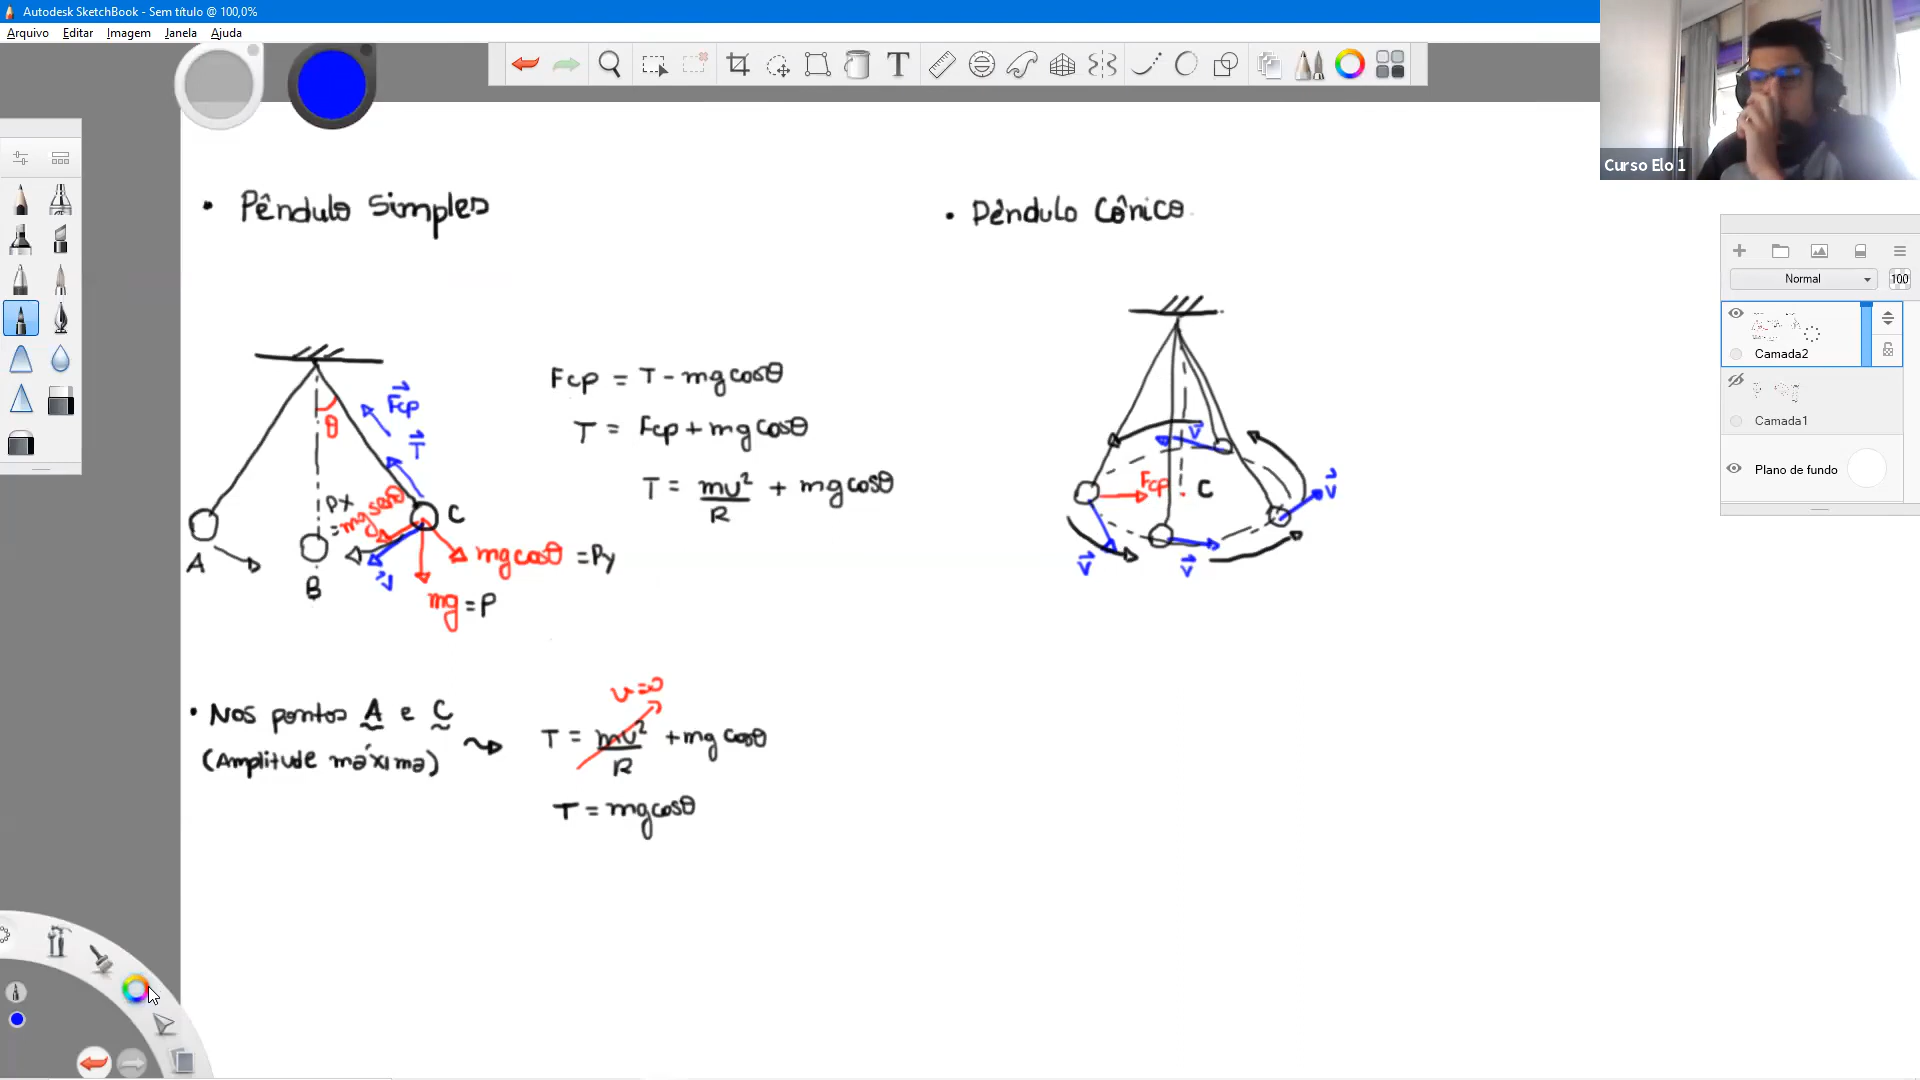 Autodesk SketchBook - Sem título @ 100,0%
Arquivo Editar Imagem Janela Ajuda
Curso Elo 1
• Pêndulo Simples
• Pêndulo Cônico
Normal
100
Camada2
Camada1
Plano de fundo
θ
Fcp
T
C
Px = mg senθ
mg cosθ = Py
mg = P
V
A
B
Fcp = T - mg cosθ
T = Fcp + mg cosθ
T = mv² / R + mg cosθ
V
Fcp
C
V
V
V
• Nos pontos A e C
(Amplitude máxima)
v=0
T = mv² / R + mg cosθ
T = mg cosθ